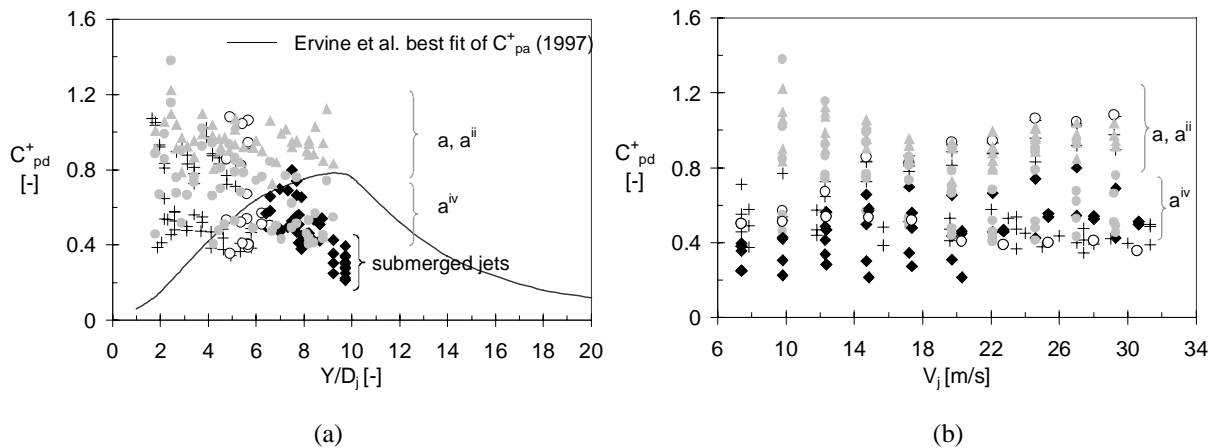 1.6
1.2
0.8
0.4
0
C⁺pd
[-]
Ervine et al. best fit of C⁺pa (1997)
a, aⁱⁱ
aⁱᵛ
submerged jets
0 2 4 6 8 10 12 14 16 18 20
Y/Dj [-]
(a)
1.6
1.2
0.8
0.4
0
C⁺pd
[-]
a, aⁱⁱ
aⁱᵛ
6 10 14 18 22 26 30 34
Vj [m/s]
(b)